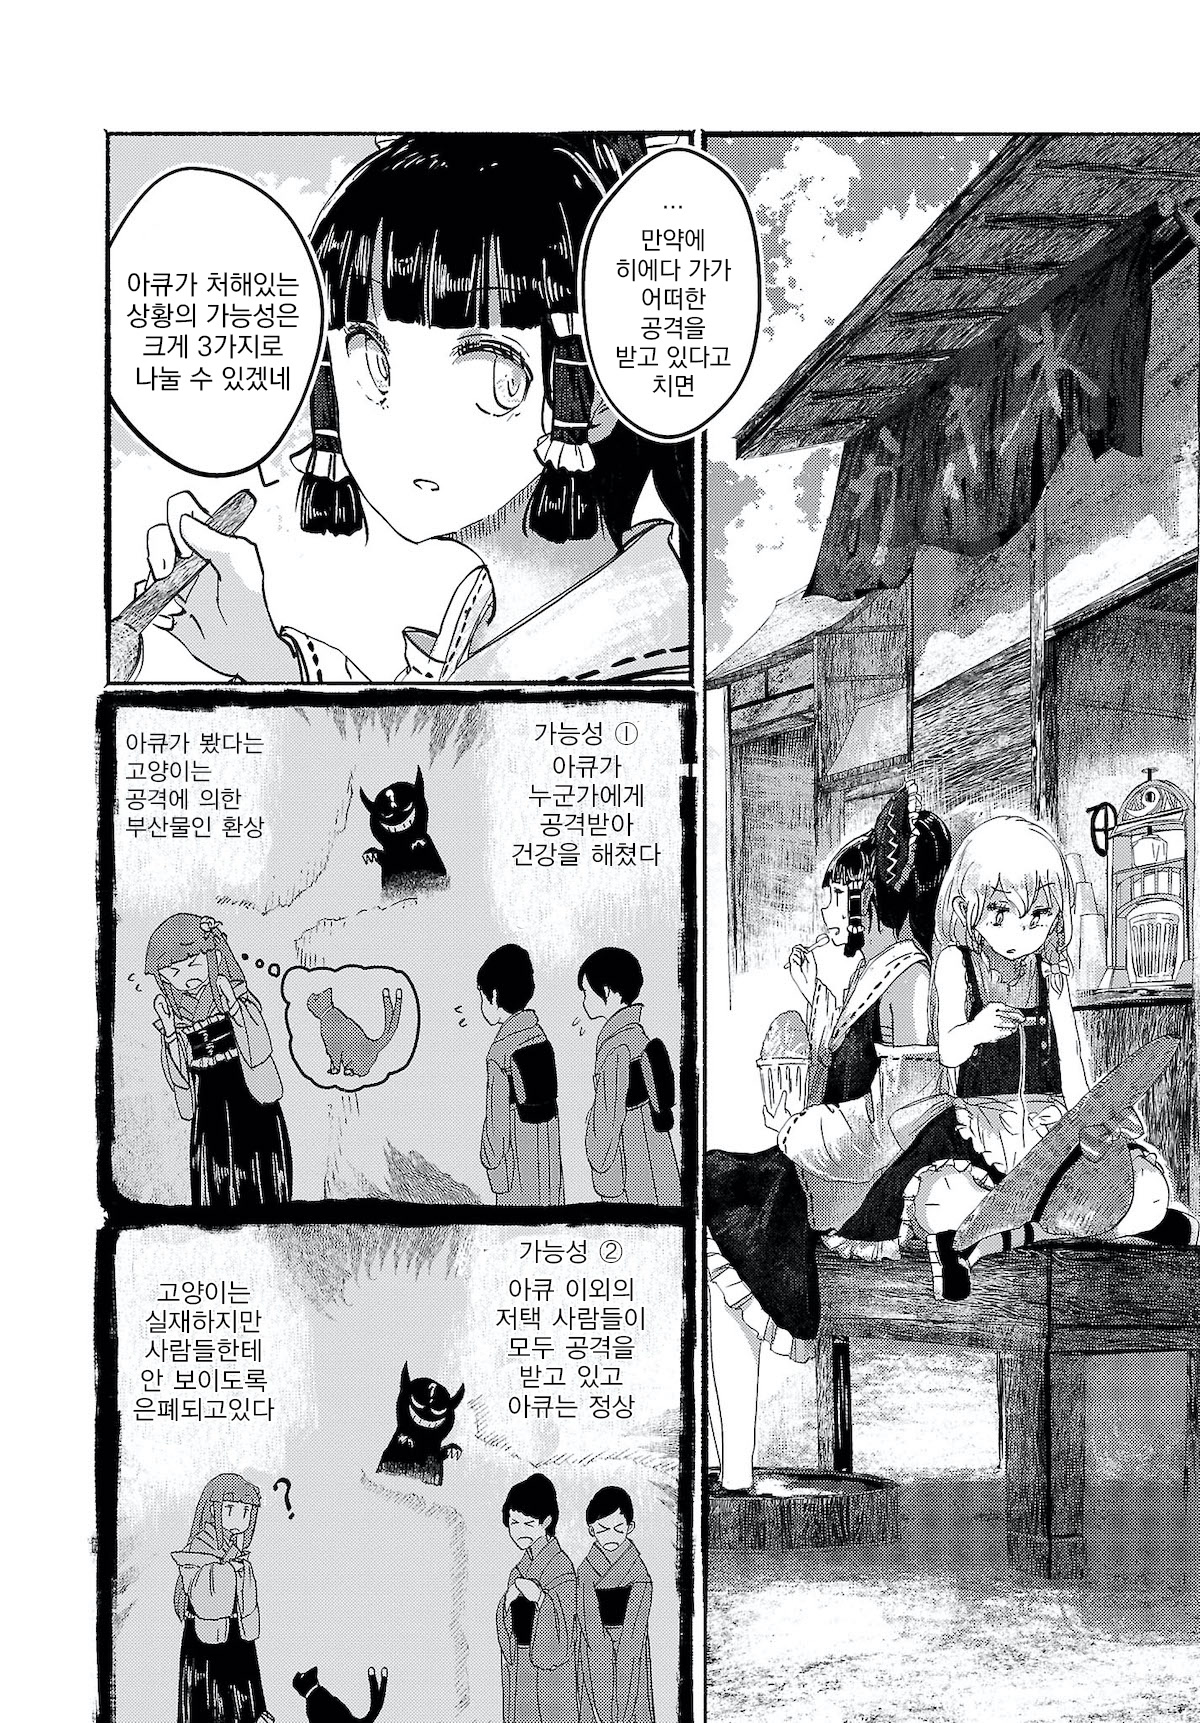 …
만약에
히에다 가가
어떠한
공격을
받고 있다고
치면
아큐가 처해있는
상황의 가능성은
크게 3가지로
나눌 수 있겠네
가능성 ①
아큐가
누군가에게
공격받아
건강을 해쳤다
아큐가 봤다는
고양이는
공격에 의한
부산물인 환상
가능성 ②
아큐 이외의
저택 사람들이
모두 공격을
받고 있고
아큐는 정상
고양이는
실재하지만
사람들한테
안 보이도록
은폐되고있다
?